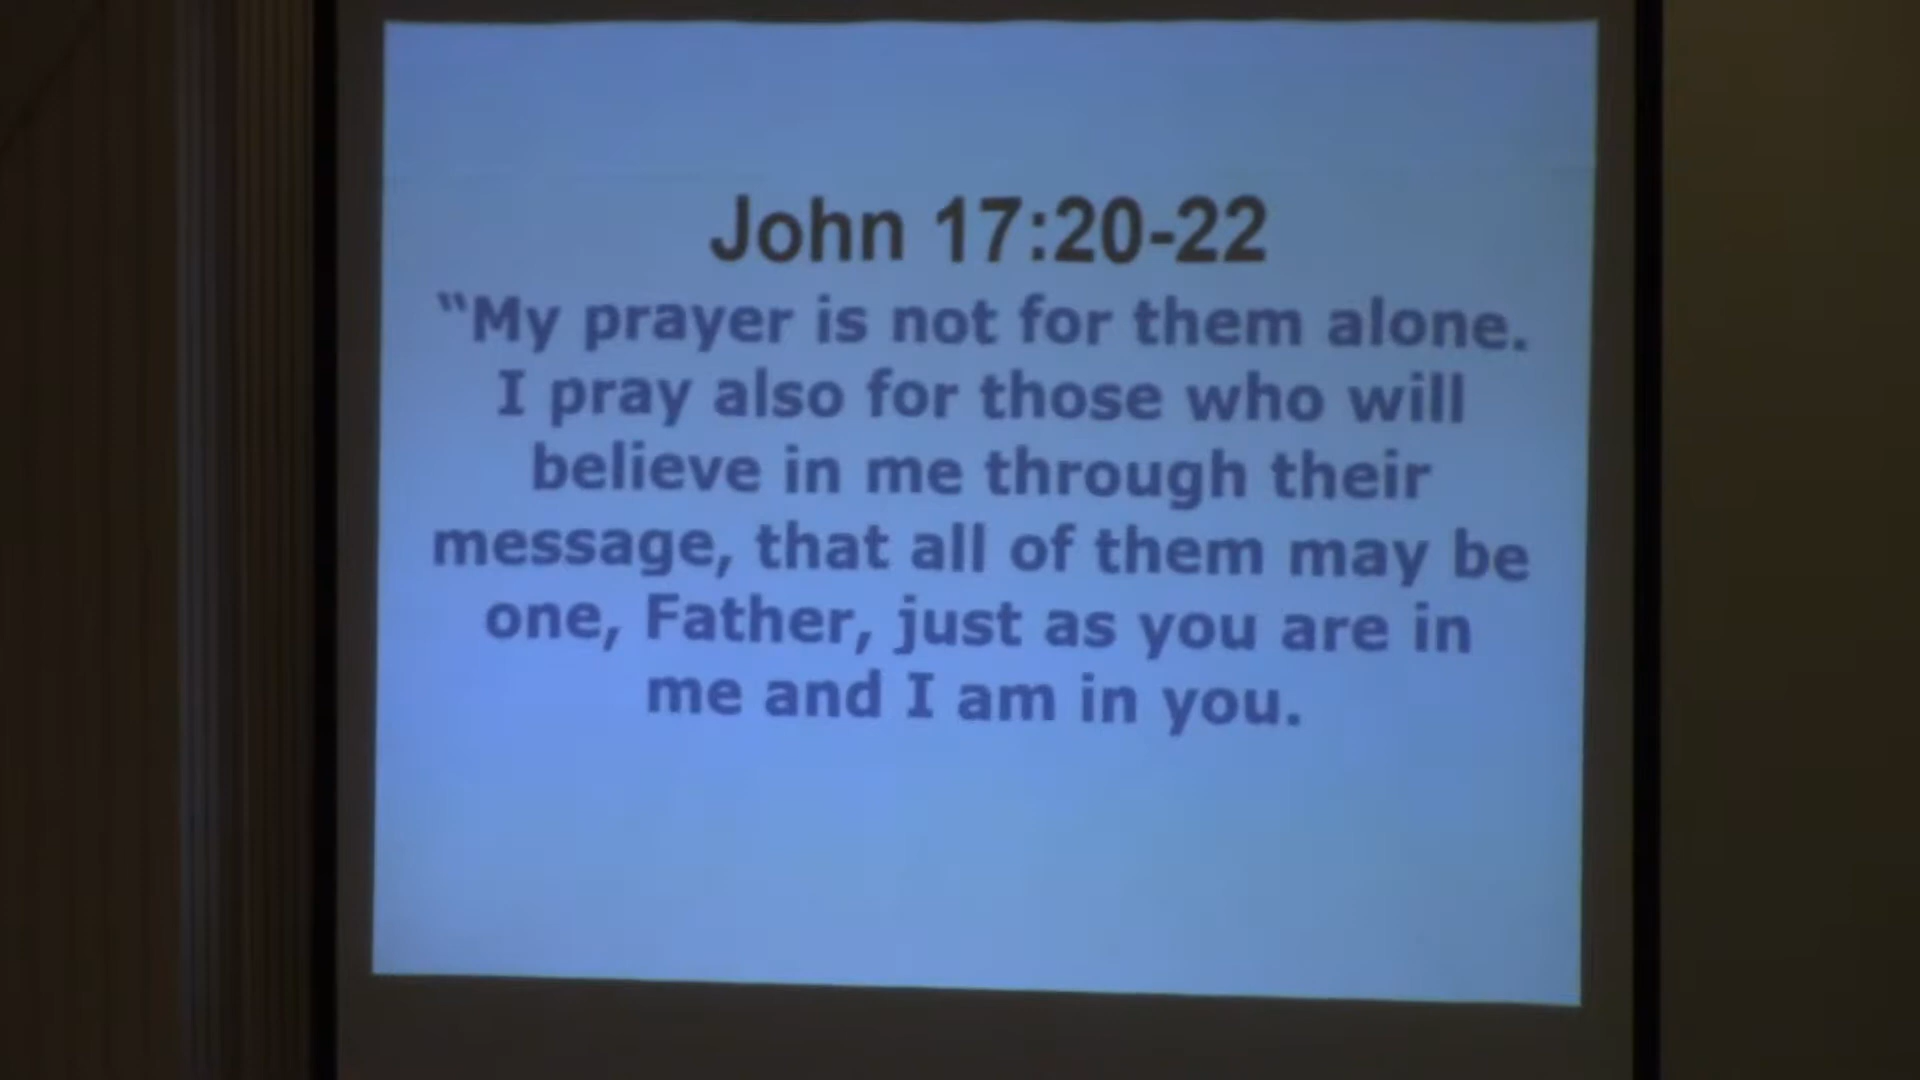 John 17:20-22
“My prayer is not for them alone.
I pray also for those who will
believe in me through their
message, that all of them may be
one, Father, just as you are in
me and I am in you.